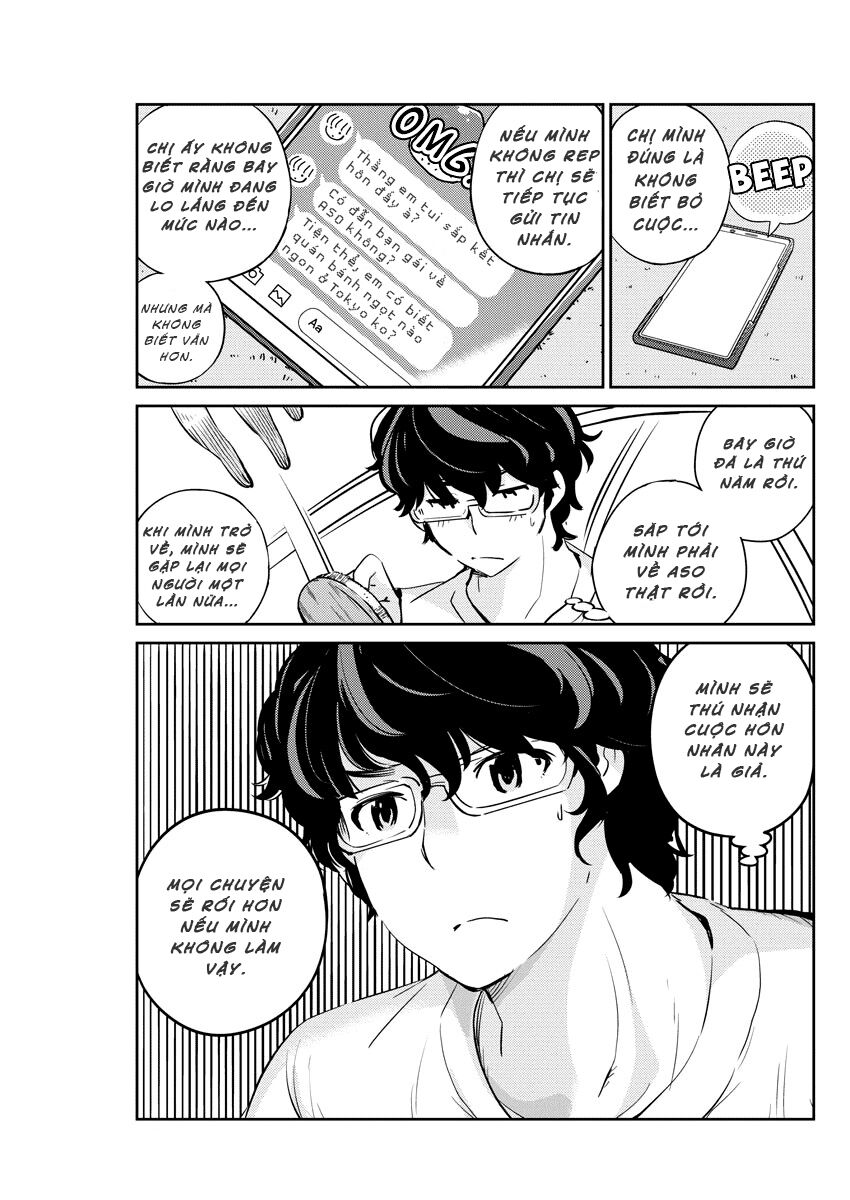 BEEP
CHỊ MÌNH
ĐÚNG LÀ
KHÔNG
BIẾT BỎ
CUỘC...
NẾU MÌNH
KHÔNG REP
THÌ CHỊ SẼ
TIẾP TỤC
GỬI TIN
NHẮN.
OMG!
Thằng em tui sắp kết
hôn đấy à?
Có dẫn bạn gái về
ASO không?
Tiện thể, em có biết
quán bánh ngọt nào
ngon ở Tokyo ko?
Aa
CHỊ ẤY KHÔNG
BIẾT RẰNG BÂY
GIỜ MÌNH ĐANG
LO LẮNG ĐẾN
MỨC NÀO...
NHƯNG MÀ
KHÔNG
BIẾT VẪN
HƠN.
BÂY GIỜ
ĐÃ LÀ THỨ
NĂM RỒI.
SẮP TỚI
MÌNH PHẢI
VỀ ASO
THẬT RỒI.
KHI MÌNH TRỞ
VỀ, MÌNH SẼ
GẶP LẠI MỌI
NGƯỜI MỘT
LẦN NỮA...
MÌNH SẼ
THÚ NHẬN
CUỘC HÔN
NHÂN NÀY
LÀ GIẢ.
MỌI CHUYỆN
SẼ RỐI HƠN
NẾU MÌNH
KHÔNG LÀM
VẬY.